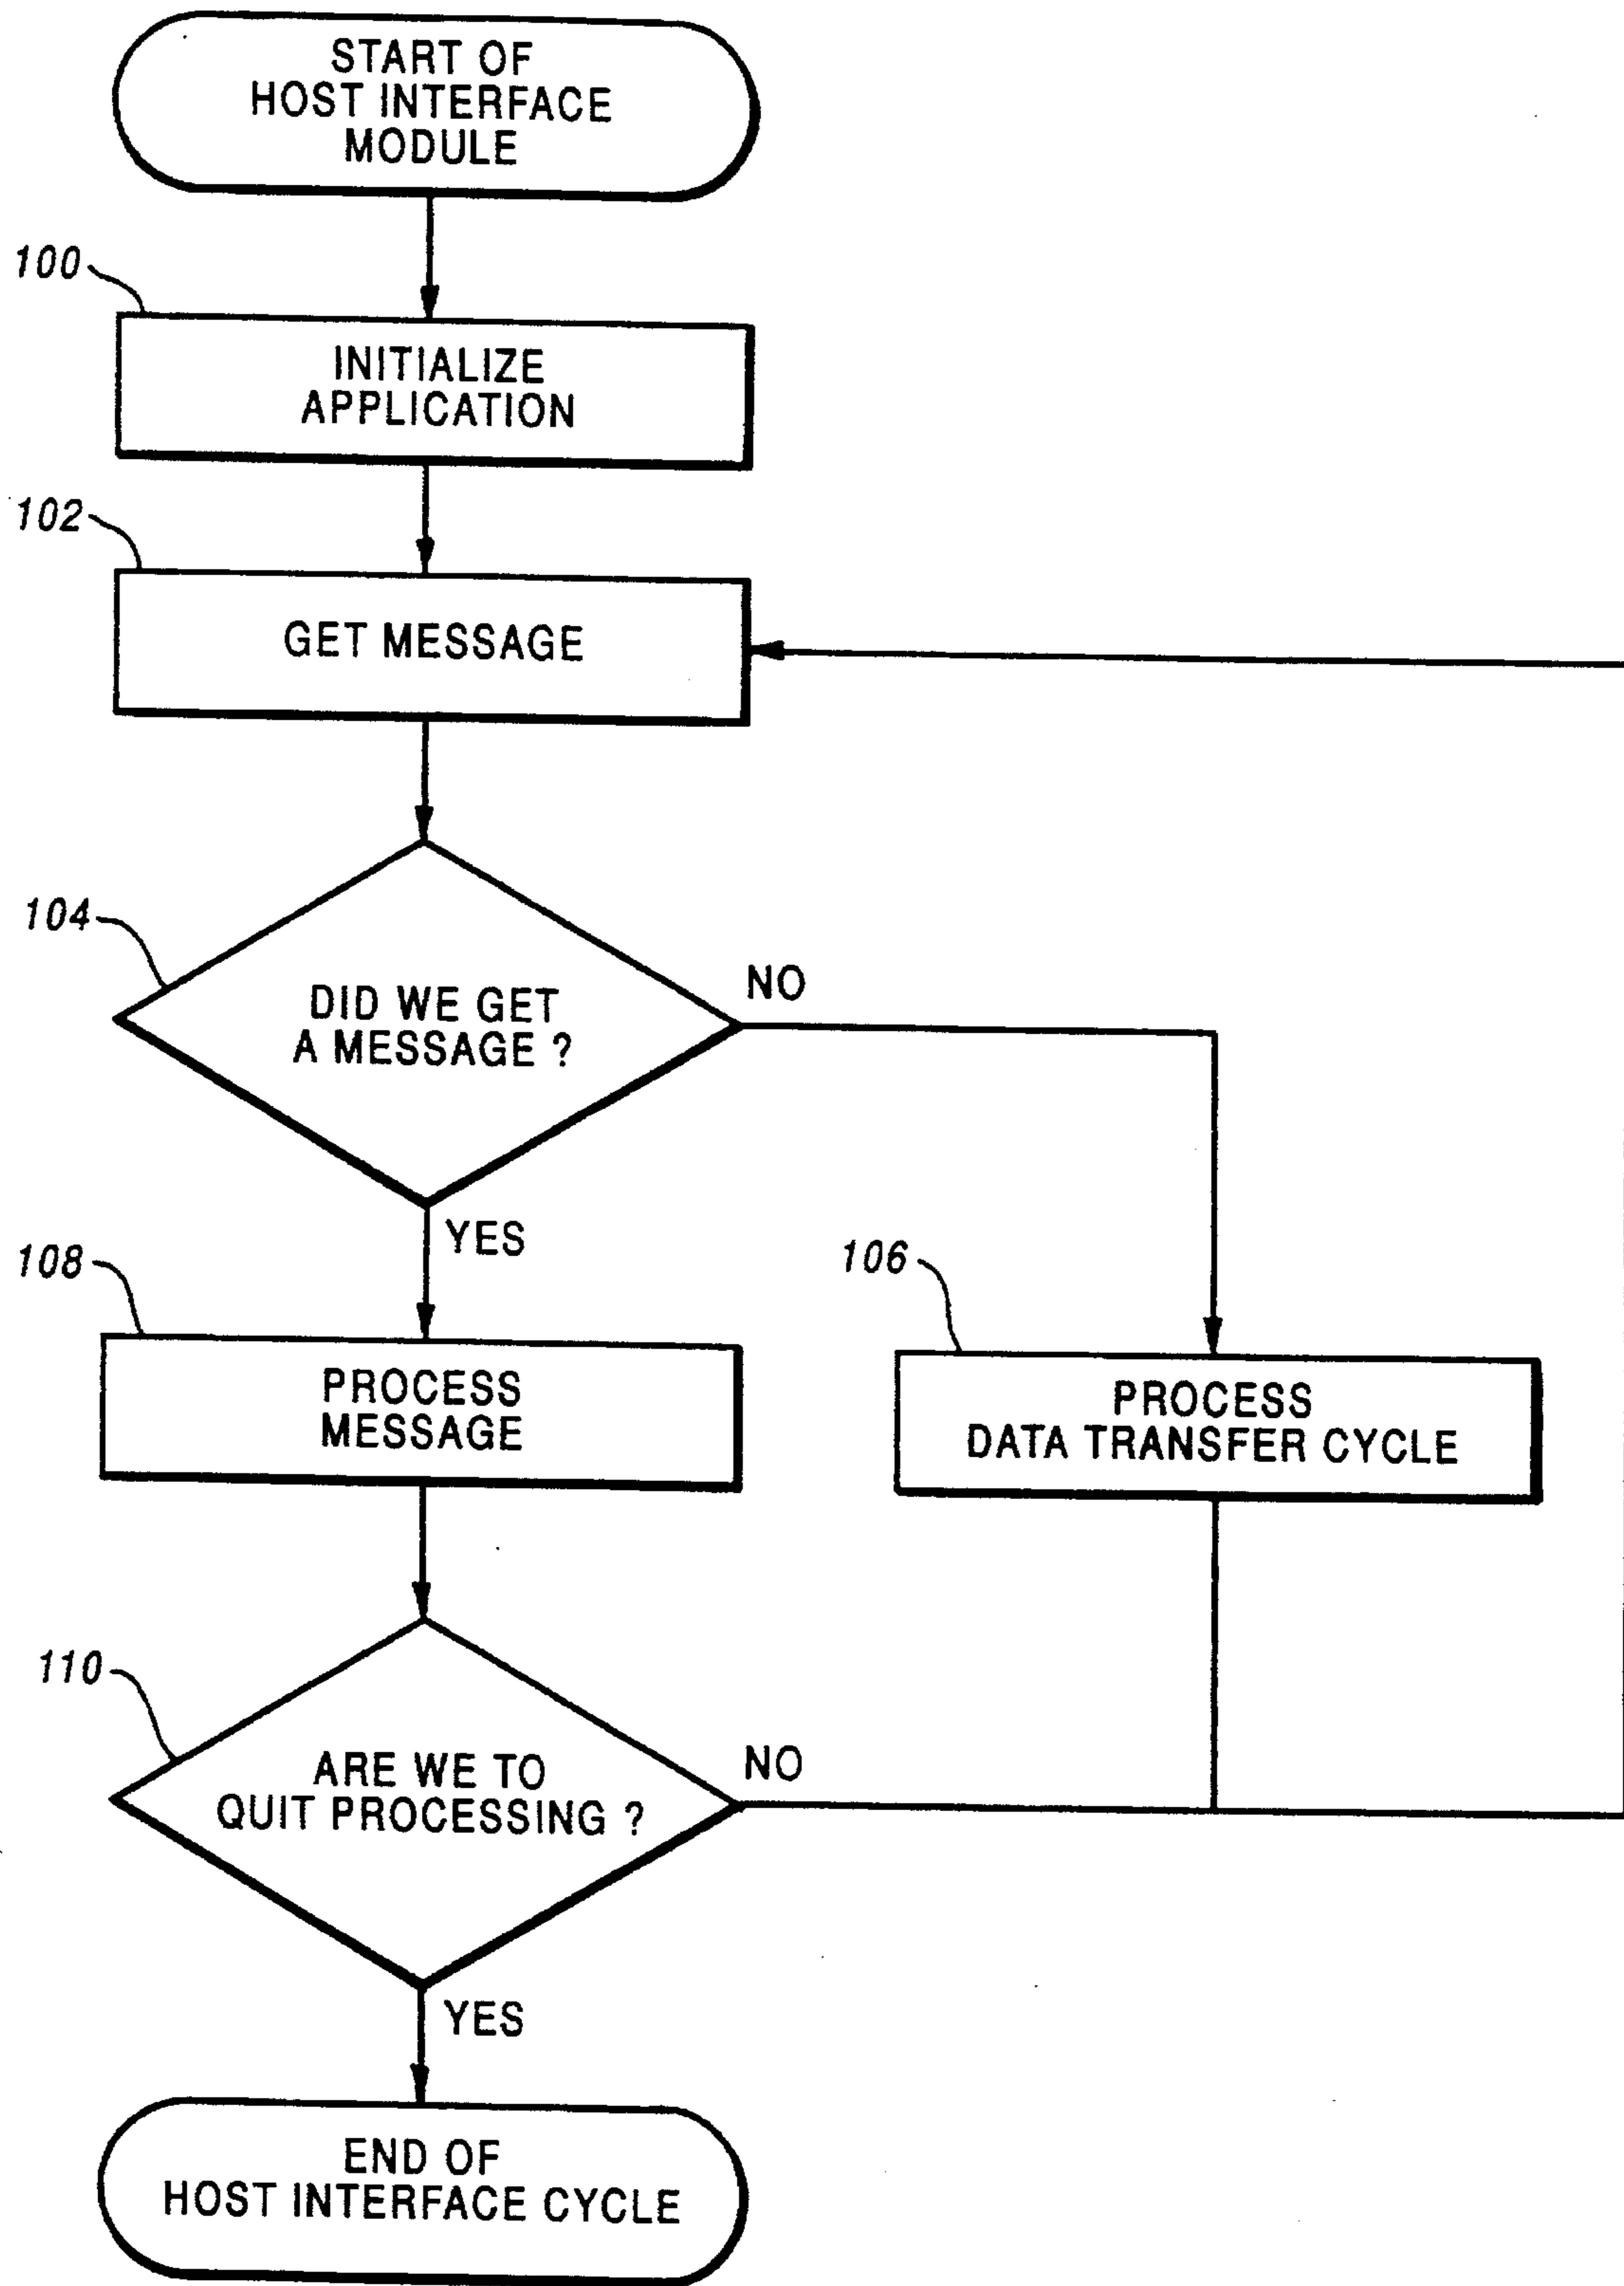 START OF
HOST INTERFACE
MODULE
100
INITIALIZE
APPLICATION
102
GET MESSAGE
104
DID WE GET
A MESSAGE ?
NO
YES
108
PROCESS
MESSAGE
106
PROCESS
DATA TRANSFER CYCLE
110
ARE WE TO
QUIT PROCESSING ?
NO
YES
END OF
HOST INTERFACE CYCLE